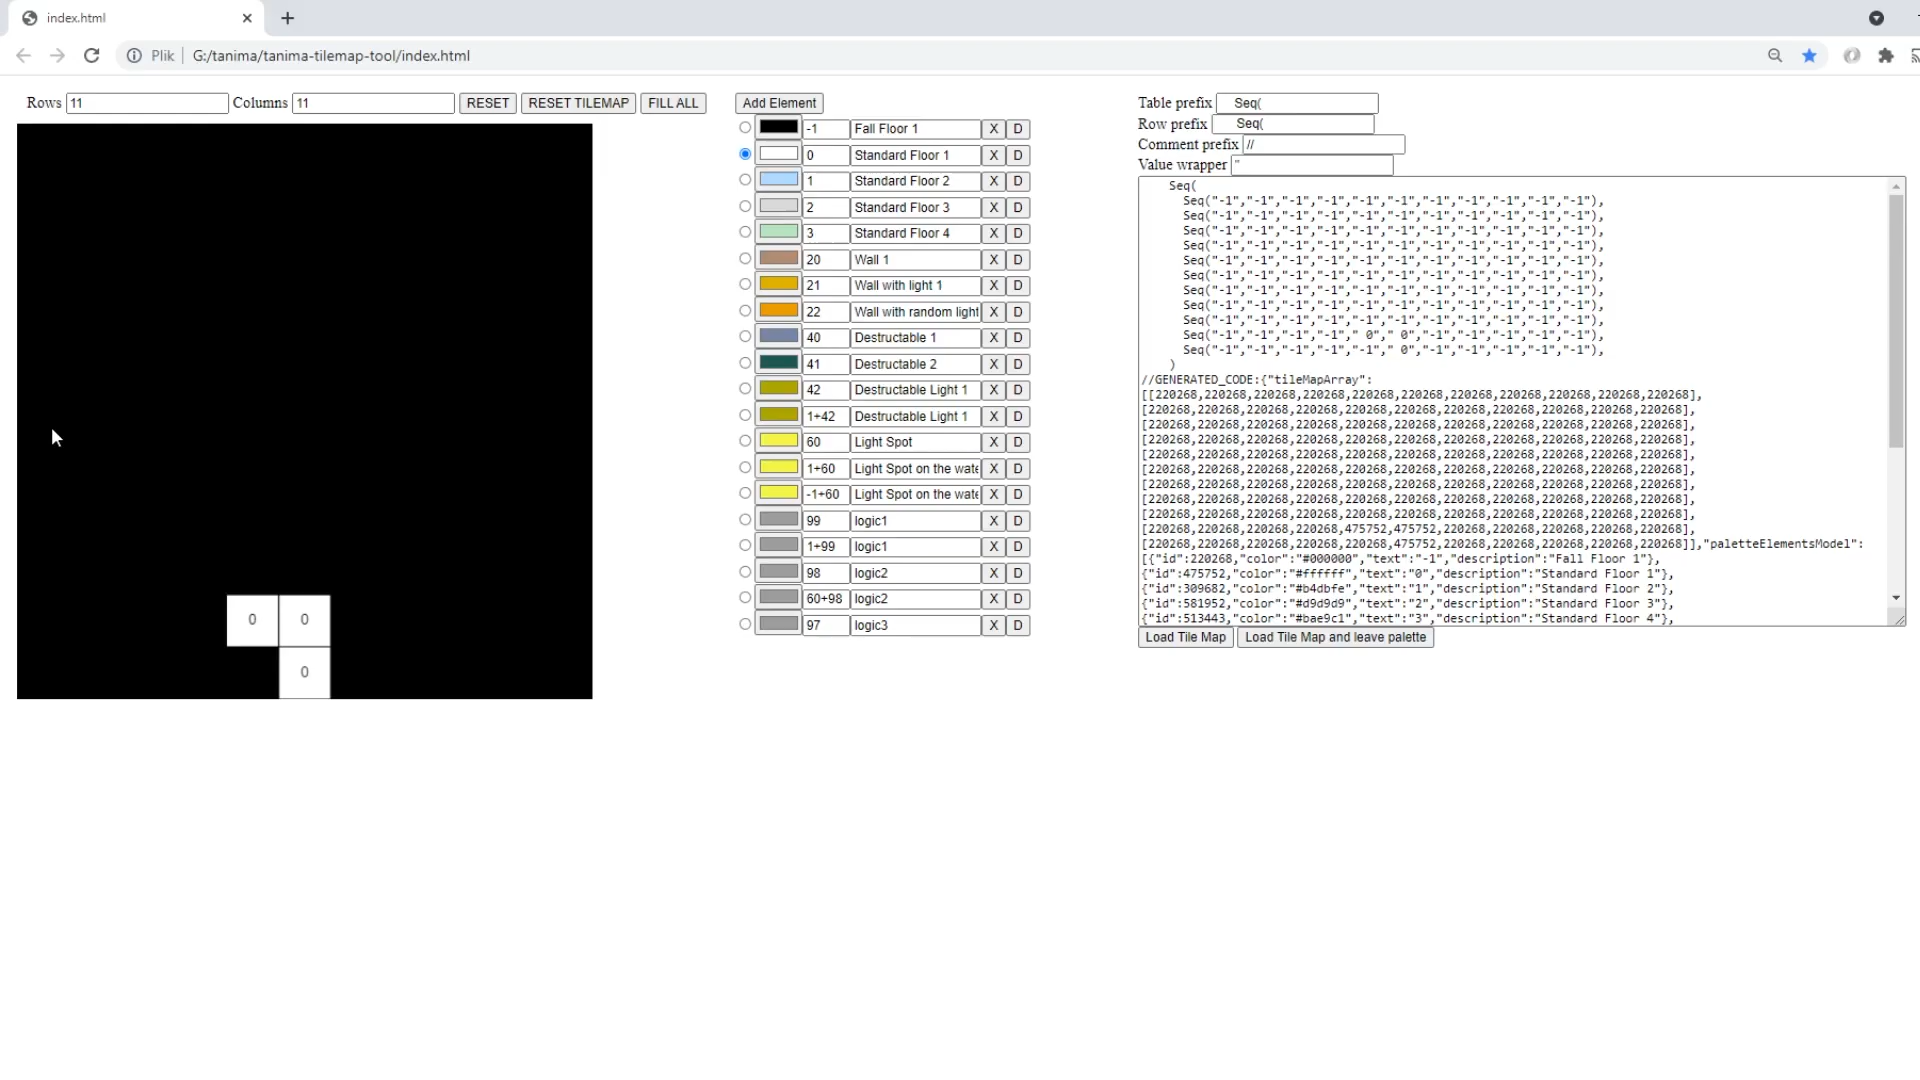 index.html
Plik G:/tanima/tanima-tilemap-tool/index.html
Rows 11 Columns 11 RESET RESET TILEMAP FILL ALL
0 0
0
Add Element
-1 Fall Floor 1 X D
0 Standard Floor 1 X D
1 Standard Floor 2 X D
2 Standard Floor 3 X D
3 Standard Floor 4 X D
20 Wall 1 X D
21 Wall with light 1 X D
22 Wall with random light X D
40 Destructable 1 X D
41 Destructable 2 X D
42 Destructable Light 1 X D
1+42 Destructable Light 1 X D
60 Light Spot X D
1+60 Light Spot on the wate X D
-1+60 Light Spot on the wate X D
99 logic1 X D
1+99 logic1 X D
98 logic2 X D
60+98 logic2 X D
97 logic3 X D
Table prefix Seq(
Row prefix Seq(
Comment prefix //
Value wrapper "
Seq(
Seq("-1","-1","-1","-1","-1","-1","-1","-1","-1","-1","-1"),
Seq("-1","-1","-1","-1","-1","-1","-1","-1","-1","-1","-1"),
Seq("-1","-1","-1","-1","-1","-1","-1","-1","-1","-1","-1"),
Seq("-1","-1","-1","-1","-1","-1","-1","-1","-1","-1","-1"),
Seq("-1","-1","-1","-1","-1","-1","-1","-1","-1","-1","-1"),
Seq("-1","-1","-1","-1","-1","-1","-1","-1","-1","-1","-1"),
Seq("-1","-1","-1","-1","-1","-1","-1","-1","-1","-1","-1"),
Seq("-1","-1","-1","-1","-1","-1","-1","-1","-1","-1","-1"),
Seq("-1","-1","-1","-1","-1","-1","-1","-1","-1","-1","-1"),
Seq("-1","-1","-1","-1"," 0"," 0","-1","-1","-1","-1","-1"),
Seq("-1","-1","-1","-1","-1"," 0","-1","-1","-1","-1","-1"),
)
//GENERATED_CODE:{"tileMapArray":
[[220268,220268,220268,220268,220268,220268,220268,220268,220268,220268,220268],
[220268,220268,220268,220268,220268,220268,220268,220268,220268,220268,220268],
[220268,220268,220268,220268,220268,220268,220268,220268,220268,220268,220268],
[220268,220268,220268,220268,220268,220268,220268,220268,220268,220268,220268],
[220268,220268,220268,220268,220268,220268,220268,220268,220268,220268,220268],
[220268,220268,220268,220268,220268,220268,220268,220268,220268,220268,220268],
[220268,220268,220268,220268,220268,220268,220268,220268,220268,220268,220268],
[220268,220268,220268,220268,220268,220268,220268,220268,220268,220268,220268],
[220268,220268,220268,220268,220268,220268,220268,220268,220268,220268,220268],
[220268,220268,220268,220268,475752,475752,220268,220268,220268,220268,220268],
[220268,220268,220268,220268,220268,475752,220268,220268,220268,220268,220268]],"paletteElementsModel":
[{"id":220268,"color":"#000000","text":"-1","description":"Fall Floor 1"},
{"id":475752,"color":"#ffffff","text":"0","description":"Standard Floor 1"},
{"id":309682,"color":"#b4dbfe","text":"1","description":"Standard Floor 2"},
{"id":581952,"color":"#d9d9d9","text":"2","description":"Standard Floor 3"},
{"id":513443,"color":"#bae9c1","text":"3","description":"Standard Floor 4"},
Load Tile Map Load Tile Map and leave palette